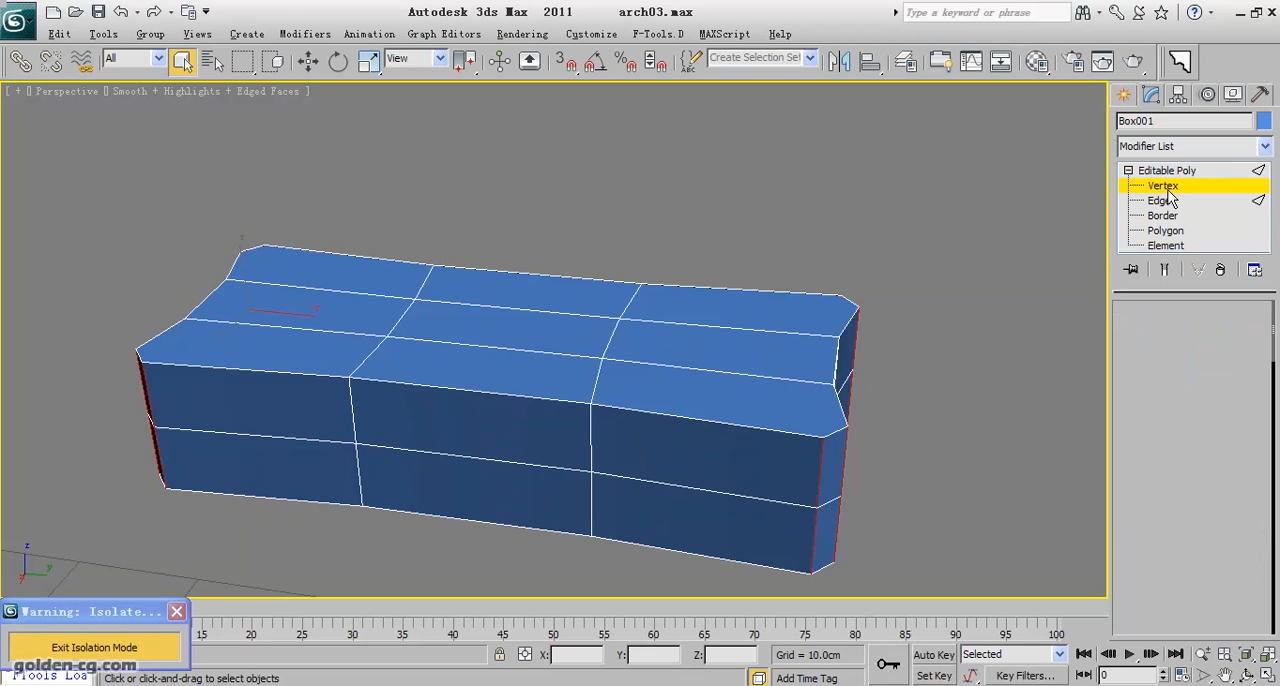 Autodesk 3ds Max 2011 arch03.max
Type a keyword or phrase
Edit Tools Group Views Create Modifiers Animation Graph Editors Rendering Customize F-Tools.D MAXScript Help
All View 3 Create Selection Set
[ + [] Perspective [] Smooth + Highlights + Edged Faces ]
Box001
Modifier List
Editable Poly
Vertex
Edge
Border
Polygon
Element
z
z
y
Warning: Isolate...
Exit Isolation Mode
golden-cg.com
15 20 25 30 35 40 45 50 55 60 65 70 75 80 85 90 95 100
X: Y: Z: Grid = 10.0cm Auto Key Selected
Click or click-and-drag to select objects Add Time Tag Set Key Key Filters... 0